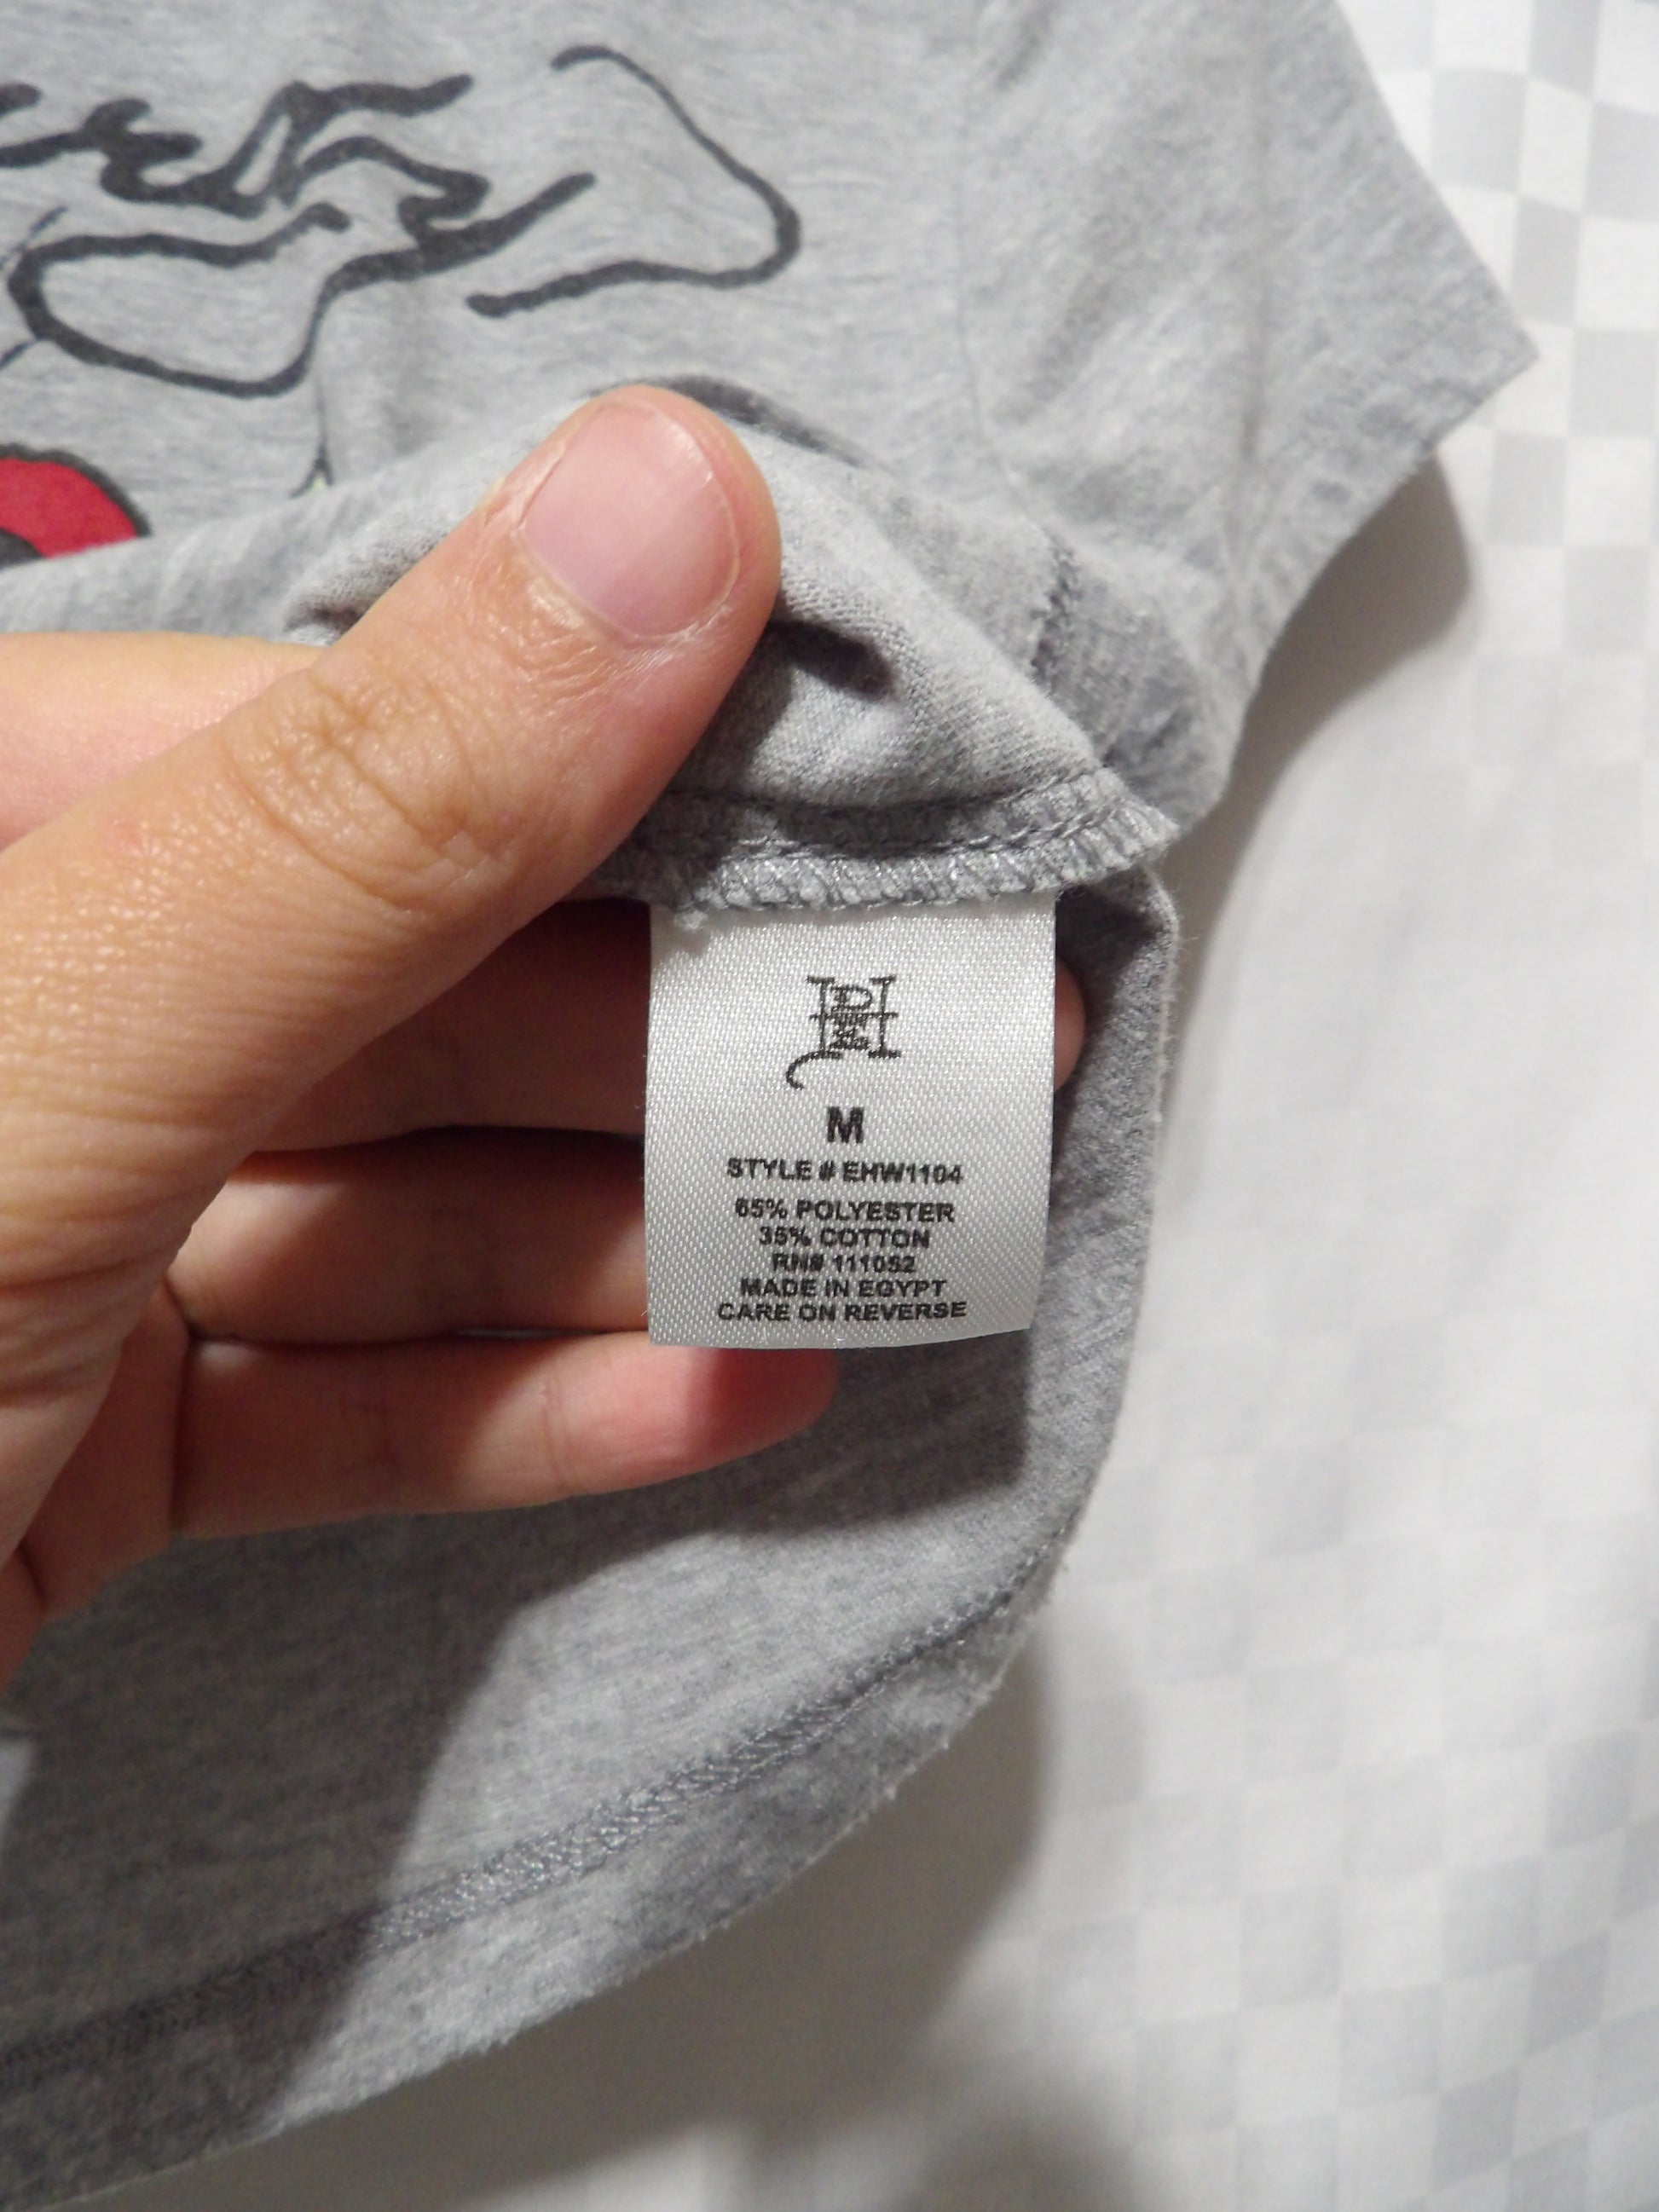 M
STYLE # EHW1104
65% POLYESTER
35% COTTON
RN# 111052
MADE IN EGYPT
CARE ON REVERSE